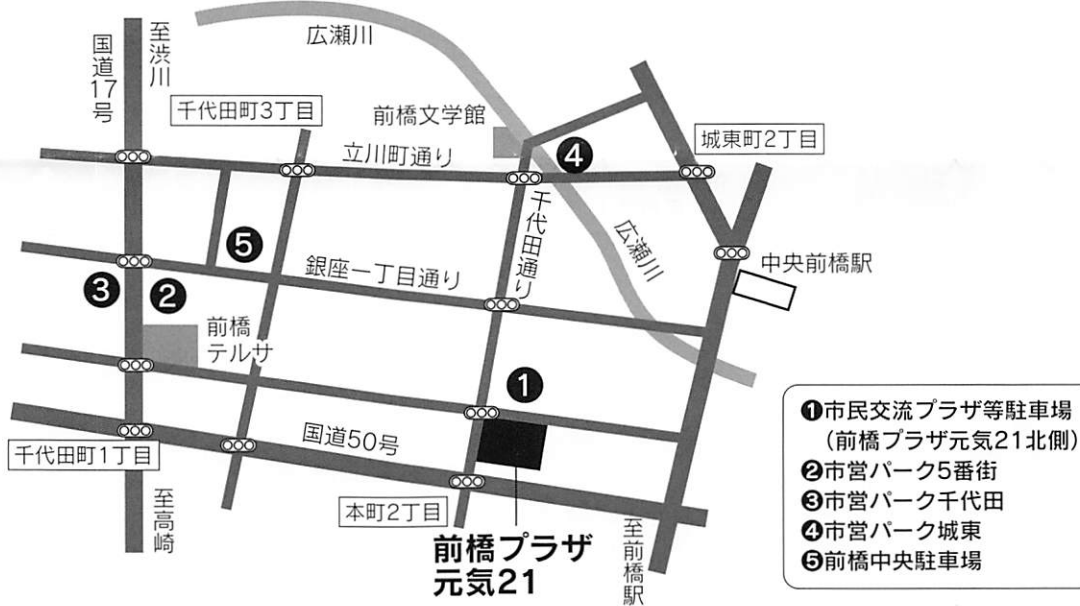 国道17号
至渋川
広瀬川
千代田町3丁目
前橋文学館
城東町2丁目
立川町通り
❹
千代田通り
広瀬川
❺
銀座一丁目通り
中央前橋駅
❸
❷
前橋
テルサ
❶
国道50号
千代田町1丁目
至高崎
本町2丁目
至前橋駅
前橋プラザ
元気21
❶市民交流プラザ等駐車場
(前橋プラザ元気21北側)
❷市営パーク5番街
❸市営パーク千代田
❹市営パーク城東
❺前橋中央駐車場